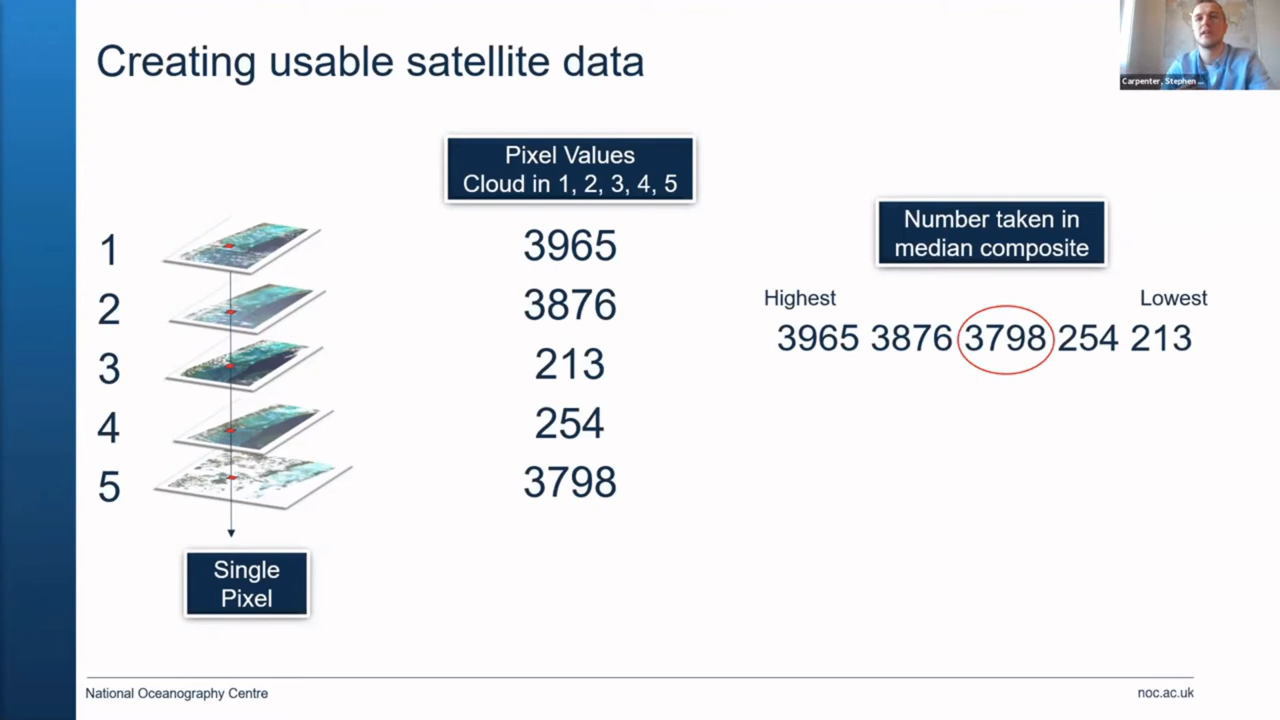 Creating usable satellite data
Carpenter, Stephen ...
Pixel Values
Cloud in 1, 2, 3, 4, 5
Number taken in
median composite
1
2
3
4
5
3965
3876
213
254
3798
Highest
Lowest
3965 3876 3798 254 213
Single
Pixel
National Oceanography Centre
noc.ac.uk